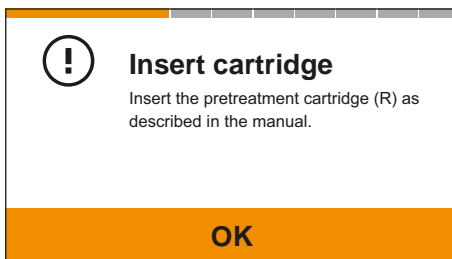 !
Insert cartridge
Insert the pretreatment cartridge (R) as
described in the manual.
OK